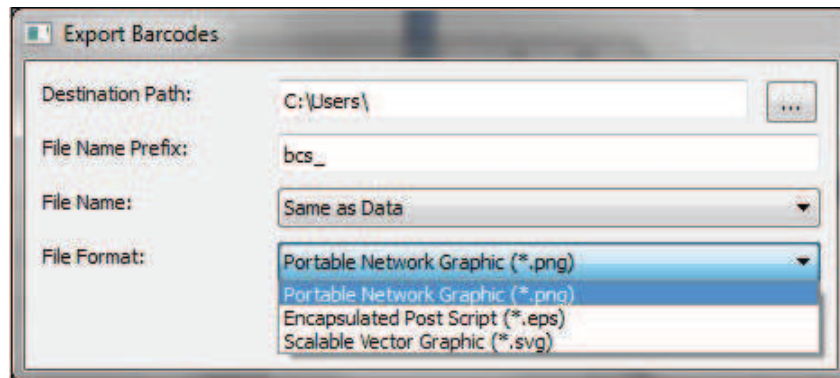 Export Barcodes
Destination Path: C:\Users\ ...
File Name Prefix: bcs_
File Name: Same as Data
File Format: Portable Network Graphic (*.png)
Portable Network Graphic (*.png)
Encapsulated Post Script (*.eps)
Scalable Vector Graphic (*.svg)